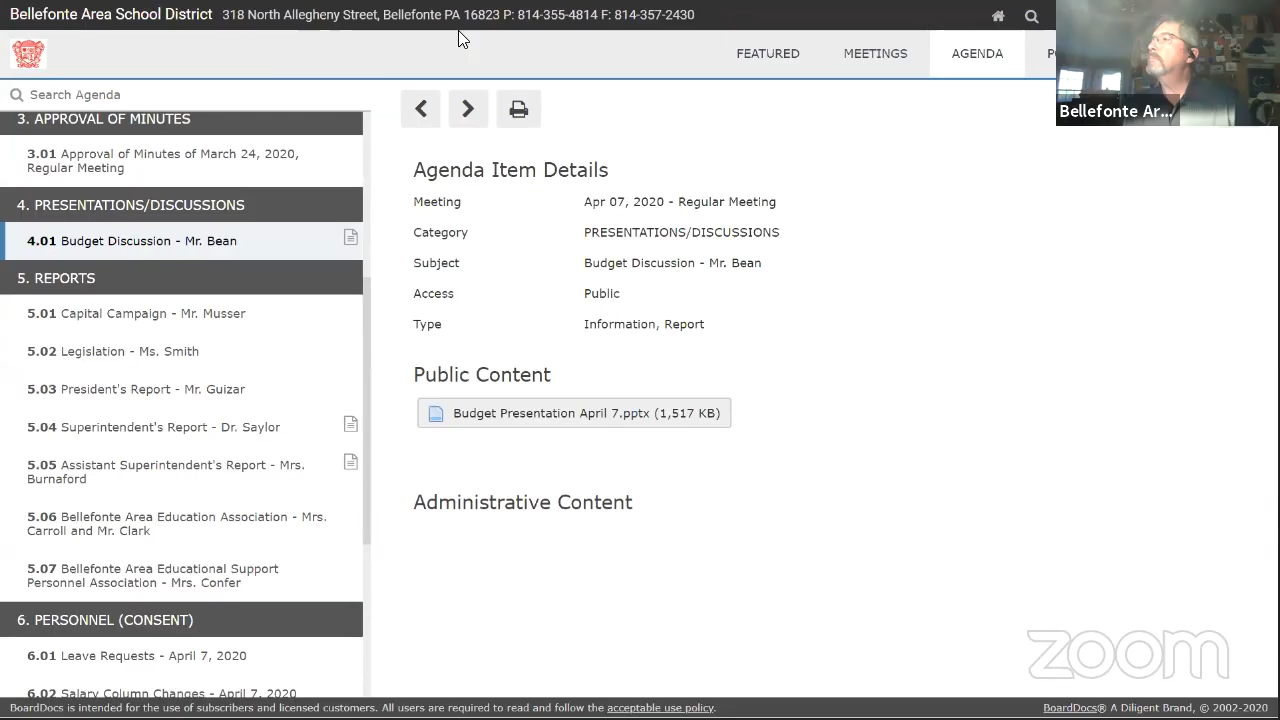 Bellefonte Area School District 318 North Allegheny Street, Bellefonte PA 16823 P: 814-355-4814 F: 814-357-2430
FEATURED MEETINGS AGENDA
Bellefonte Ar...
Search Agenda
3. APPROVAL OF MINUTES
3.01 Approval of Minutes of March 24, 2020,
Regular Meeting
4. PRESENTATIONS/DISCUSSIONS
4.01 Budget Discussion - Mr. Bean
5. REPORTS
5.01 Capital Campaign - Mr. Musser
5.02 Legislation - Ms. Smith
5.03 President's Report - Mr. Guizar
5.04 Superintendent's Report - Dr. Saylor
5.05 Assistant Superintendent's Report - Mrs.
Burnaford
5.06 Bellefonte Area Education Association - Mrs.
Carroll and Mr. Clark
5.07 Bellefonte Area Educational Support
Personnel Association - Mrs. Confer
6. PERSONNEL (CONSENT)
6.01 Leave Requests - April 7, 2020
6.02 Salary Column Changes - April 7, 2020
Agenda Item Details
Meeting Apr 07, 2020 - Regular Meeting
Category PRESENTATIONS/DISCUSSIONS
Subject Budget Discussion - Mr. Bean
Access Public
Type Information, Report
Public Content
Budget Presentation April 7.pptx (1,517 KB)
Administrative Content
zoom
BoardDocs is intended for the use of subscribers and licensed customers. All users are required to read and follow the acceptable use policy. BoardDocs® A Diligent Brand, © 2002-2020